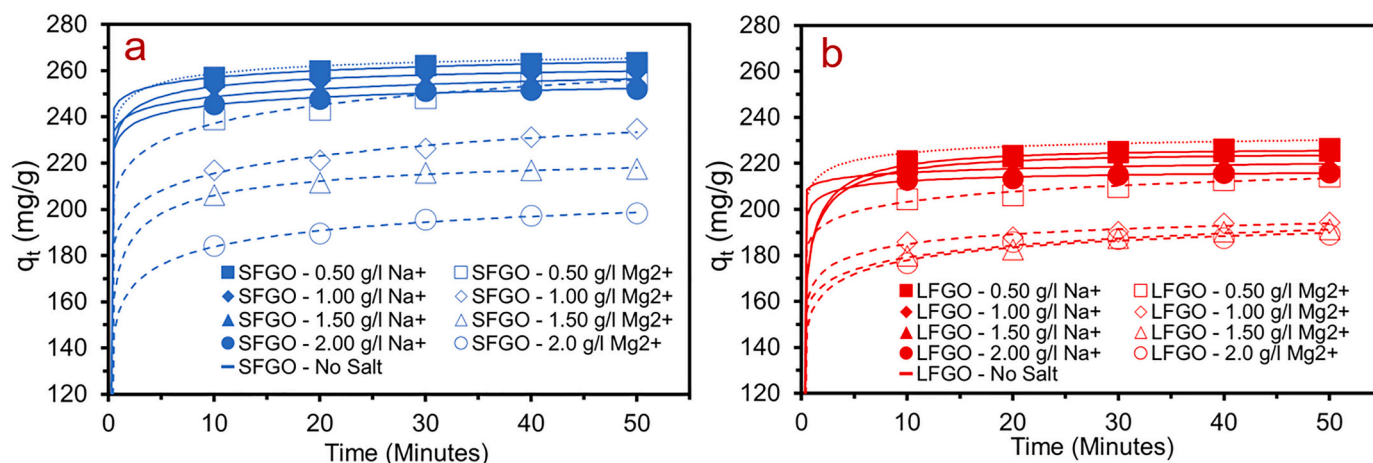 a
280
260
240
220
200
180
160
140
120
qt (mg/g)
SFGO - 0.50 g/l Na+ SFGO - 0.50 g/l Mg2+
SFGO - 1.00 g/l Na+ SFGO - 1.00 g/l Mg2+
SFGO - 1.50 g/l Na+ SFGO - 1.50 g/l Mg2+
SFGO - 2.00 g/l Na+ SFGO - 2.0 g/l Mg2+
SFGO - No Salt
0 10 20 30 40 50
Time (Minutes)
b
280
260
240
220
200
180
160
140
120
qt (mg/g)
LFGO - 0.50 g/l Na+ LFGO - 0.50 g/l Mg2+
LFGO - 1.00 g/l Na+ LFGO - 1.00 g/l Mg2+
LFGO - 1.50 g/l Na+ LFGO - 1.50 g/l Mg2+
LFGO - 2.00 g/l Na+ LFGO - 2.0 g/l Mg2+
LFGO - No Salt
0 10 20 30 40 50
Time (Minutes)